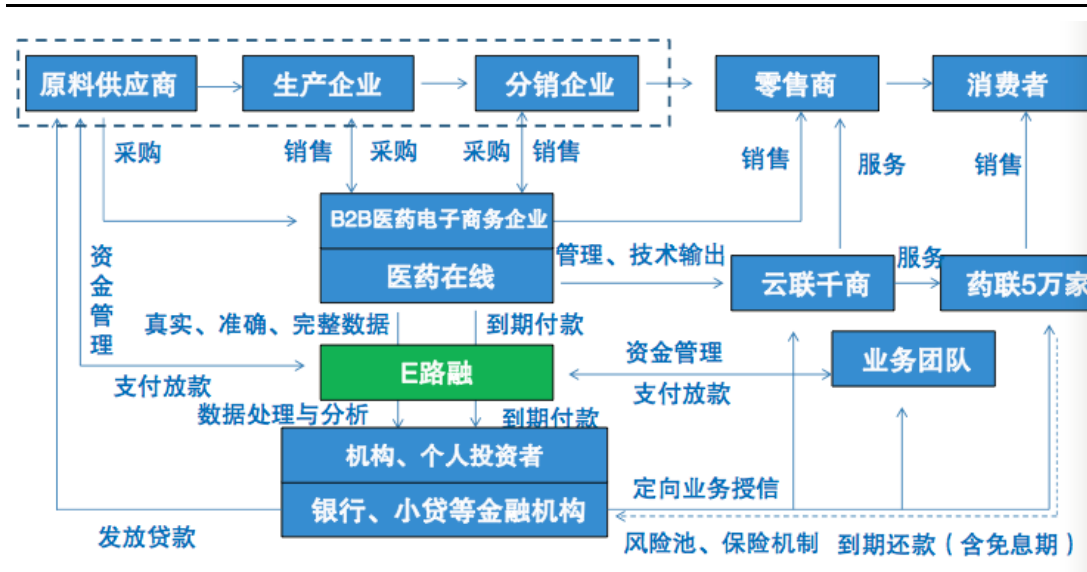 原料供应商
生产企业
分销企业
零售商
消费者
采购
销售
采购
采购
销售
销售
服务
销售
B2B医药电子商务企业
医药在线
管理、技术输出
云联千商
服务
药联5万家
资金管理
真实、准确、完整数据
到期付款
E路融
资金管理
支付放款
业务团队
支付放款
数据处理与分析
到期付款
机构、个人投资者
银行、小贷等金融机构
定向业务授信
发放贷款
风险池、保险机制
到期还款（含免息期）